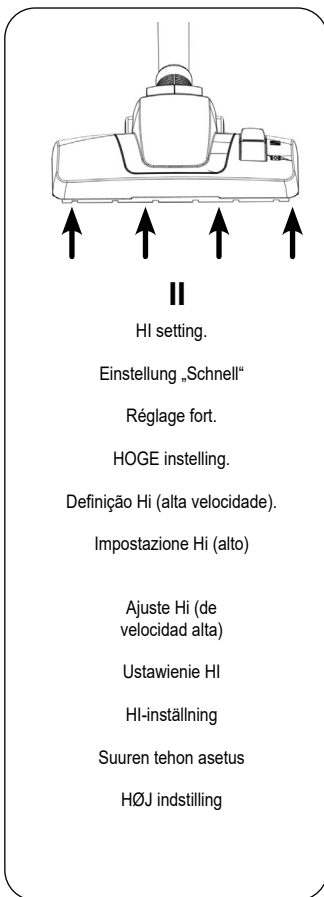 II
HI setting.
Einstellung „Schnell“
Réglage fort.
HOGE instelling.
Definição Hi (alta velocidade).
Impostazione Hi (alto)
Ajuste Hi (de
velocidad alta)
Ustawienie HI
HI-inställning
Suuren tehon asetus
HØJ indstilling